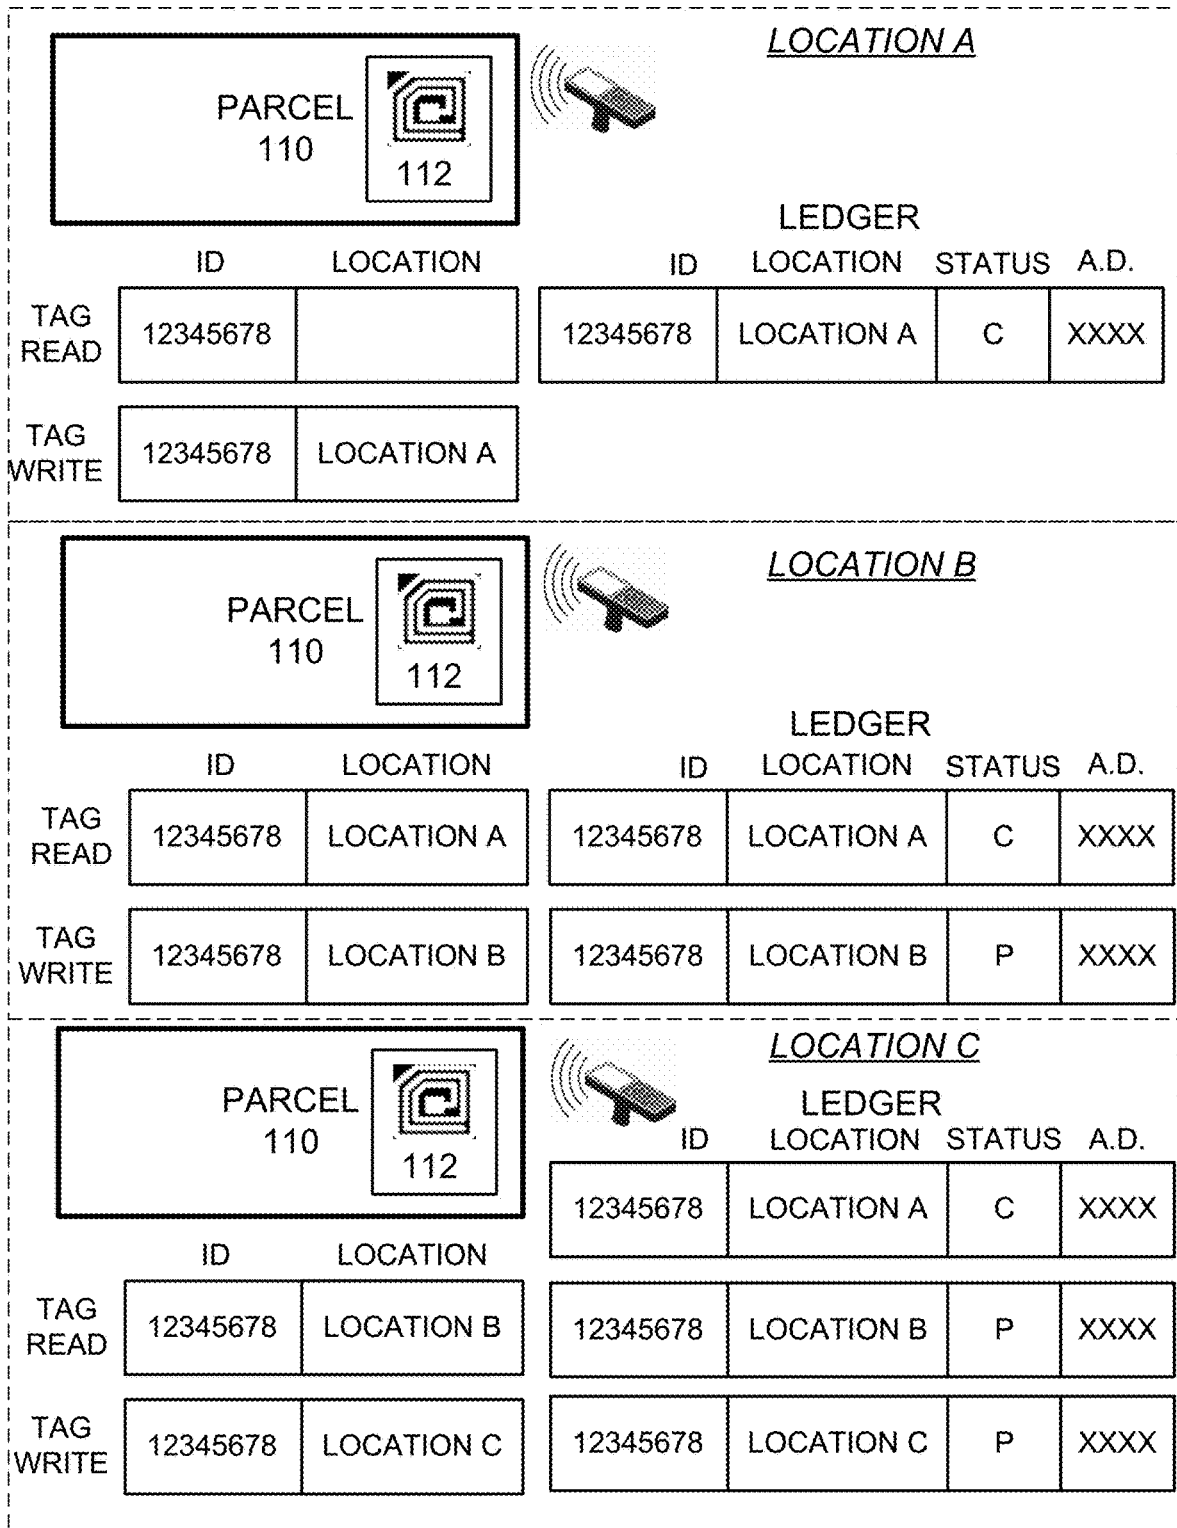 LOCATION A
PARCEL
110
112
LEDGER
ID LOCATION ID LOCATION STATUS A.D.
TAG
READ
12345678 12345678 LOCATION A C XXXX
TAG
WRITE
12345678 LOCATION A
LOCATION B
PARCEL
110
112
LEDGER
ID LOCATION ID LOCATION STATUS A.D.
TAG
READ
12345678 LOCATION A 12345678 LOCATION A C XXXX
TAG
WRITE
12345678 LOCATION B 12345678 LOCATION B P XXXX
LOCATION C
PARCEL
110
112
LEDGER
ID LOCATION STATUS A.D.
12345678 LOCATION A C XXXX
ID LOCATION
TAG
READ
12345678 LOCATION B 12345678 LOCATION B P XXXX
TAG
WRITE
12345678 LOCATION C 12345678 LOCATION C P XXXX